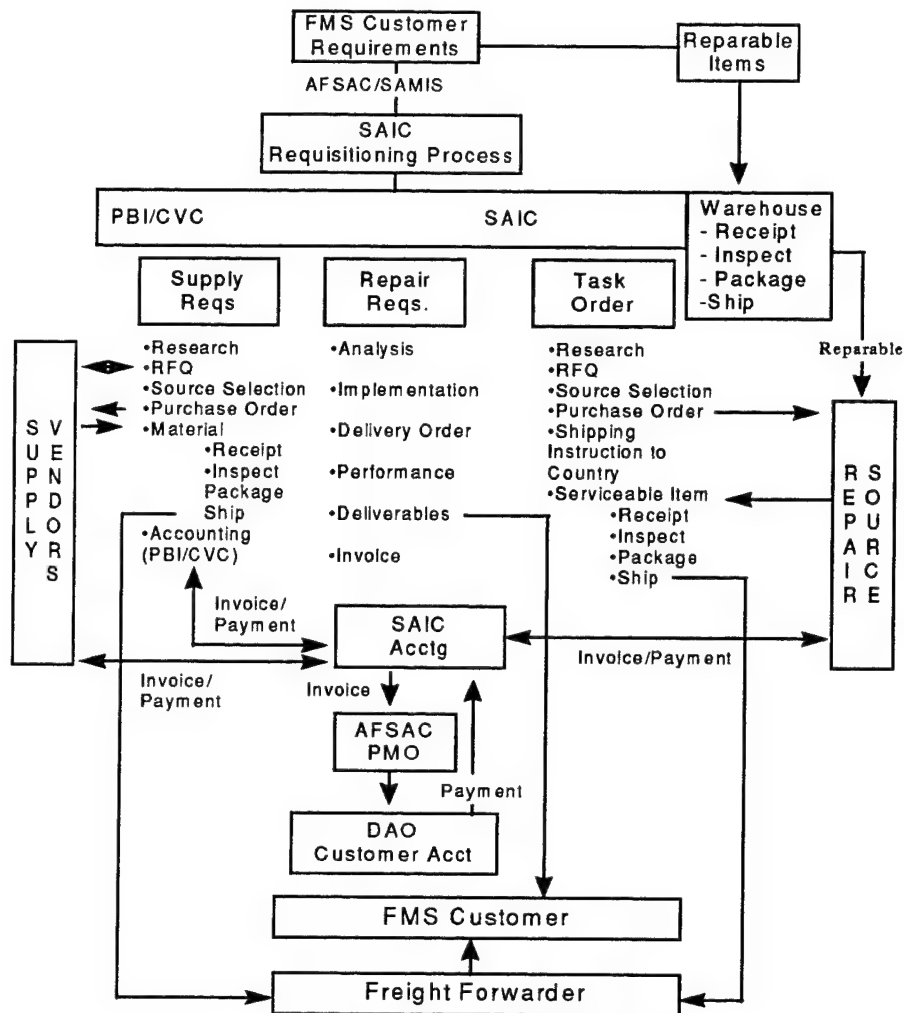 FMS Customer
Requirements
Reparable
Items
AFSAC/SAMIS
SAIC
Requisitioning Process
PBI/CVC
SAIC
Warehouse
- Receipt
- Inspect
- Package
-Ship
Supply
Reqs
Repair
Reqs.
Task
Order
Reparable
•Research
•RFQ
•Source Selection
•Purchase Order
•Material
•Receipt
•Inspect
Package
Ship
•Accounting
(PBI/CVC)
•Analysis
•Implementation
•Delivery Order
•Performance
•Deliverables
•Invoice
•Research
•RFQ
•Source Selection
•Purchase Order
•Shipping
Instruction to
Country
•Serviceable Item
•Receipt
•Inspect
•Package
•Ship
SUPPLY
VENDORS
REPAIR
SOURCE
Invoice/
Payment
SAIC
Acctg
Invoice/Payment
Invoice/
Payment
Invoice
AFSAC
PMO
Payment
DAO
Customer Acct
FMS Customer
Freight Forwarder